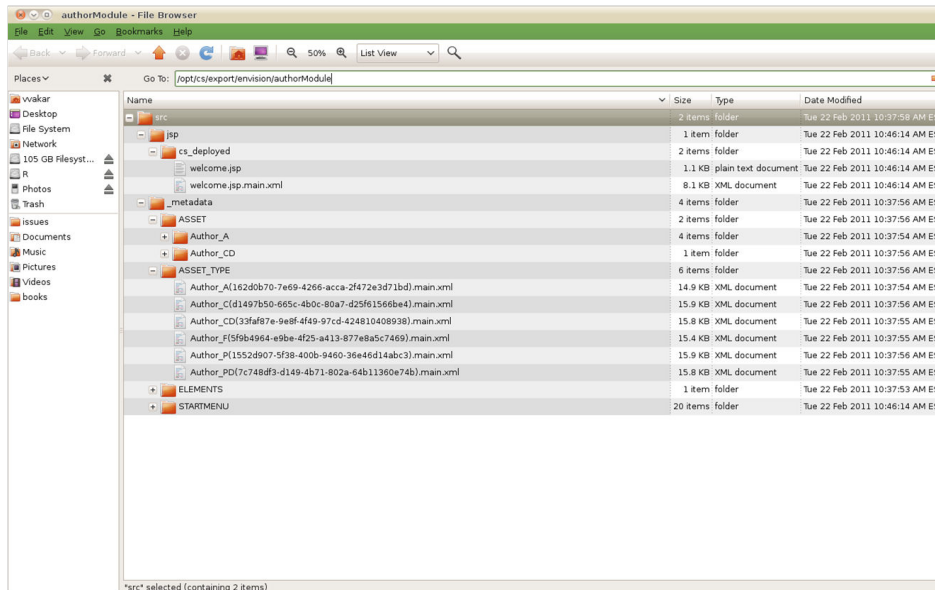 authorModule - File Browser
File Edit View Go Bookmarks Help
Back Forward 50% List View
Places Go To: /opt/cs/export/envision/authorModule
vvakar
Desktop
File System
Network
105 GB Filesyst...
R
Photos
Trash
issues
Documents
Music
Pictures
Videos
books
Name Size Type Date Modified
src 2 items folder Tue 22 Feb 2011 10:37:58 AM E
jsp 1 item folder Tue 22 Feb 2011 10:46:14 AM E
cs_deployed 2 items folder Tue 22 Feb 2011 10:46:14 AM E
welcome.jsp 1.1 KB plain text document Tue 22 Feb 2011 10:46:14 AM E
welcome.jsp.main.xml 8.1 KB XML document Tue 22 Feb 2011 10:46:14 AM E
_metadata 4 items folder Tue 22 Feb 2011 10:37:56 AM E
ASSET 2 items folder Tue 22 Feb 2011 10:37:56 AM E
Author_A 4 items folder Tue 22 Feb 2011 10:37:54 AM E
Author_CD 1 item folder Tue 22 Feb 2011 10:37:56 AM E
ASSET_TYPE 6 items folder Tue 22 Feb 2011 10:37:56 AM E
Author_A(162d0b70-7e69-4266-acca-2f472e3d71bd).main.xml 14.9 KB XML document Tue 22 Feb 2011 10:37:54 AM E
Author_C(d1497b50-665c-4b0c-80a7-d25f61566be4).main.xml 15.9 KB XML document Tue 22 Feb 2011 10:37:56 AM E
Author_CD(33faf87e-9e8f-4f49-97cd-424810408938).main.xml 15.8 KB XML document Tue 22 Feb 2011 10:37:55 AM E
Author_F(5f9b4964-e9be-4f25-a413-877e8a5c7469).main.xml 15.4 KB XML document Tue 22 Feb 2011 10:37:55 AM E
Author_P(1552d907-5f38-400b-9460-36e46d14abc3).main.xml 15.9 KB XML document Tue 22 Feb 2011 10:37:56 AM E
Author_PD(7c748df3-d149-4b71-802a-64b11360e74b).main.xml 15.8 KB XML document Tue 22 Feb 2011 10:37:55 AM E
ELEMENTS 1 item folder Tue 22 Feb 2011 10:37:53 AM E
STARTMENU 20 items folder Tue 22 Feb 2011 10:46:14 AM E
"src" selected (containing 2 items)